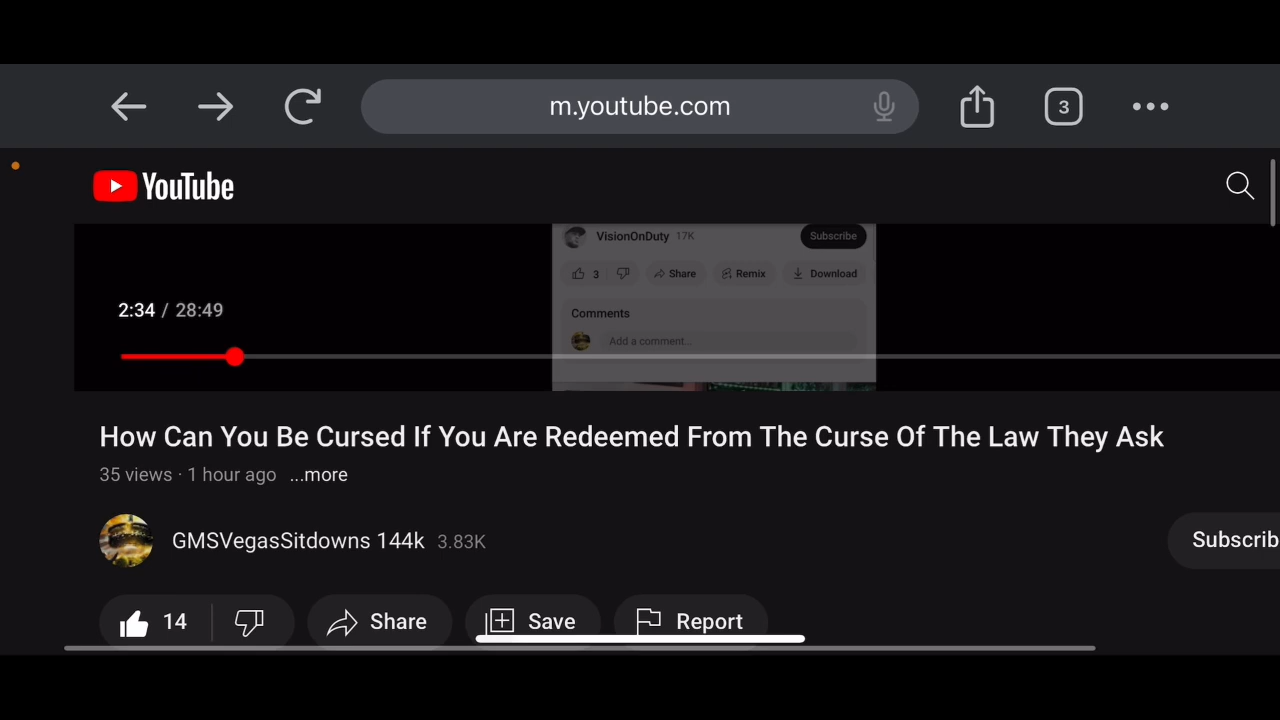 m.youtube.com
3
YouTube
VisionOnDuty 17K
Subscribe
3
Share
Remix
Download
Comments
Add a comment...
2:34 / 28:49
How Can You Be Cursed If You Are Redeemed From The Curse Of The Law They Ask
35 views · 1 hour ago ...more
GMSVegasSitdowns 144k 3.83K
Subscrib
14
Share
Save
Report